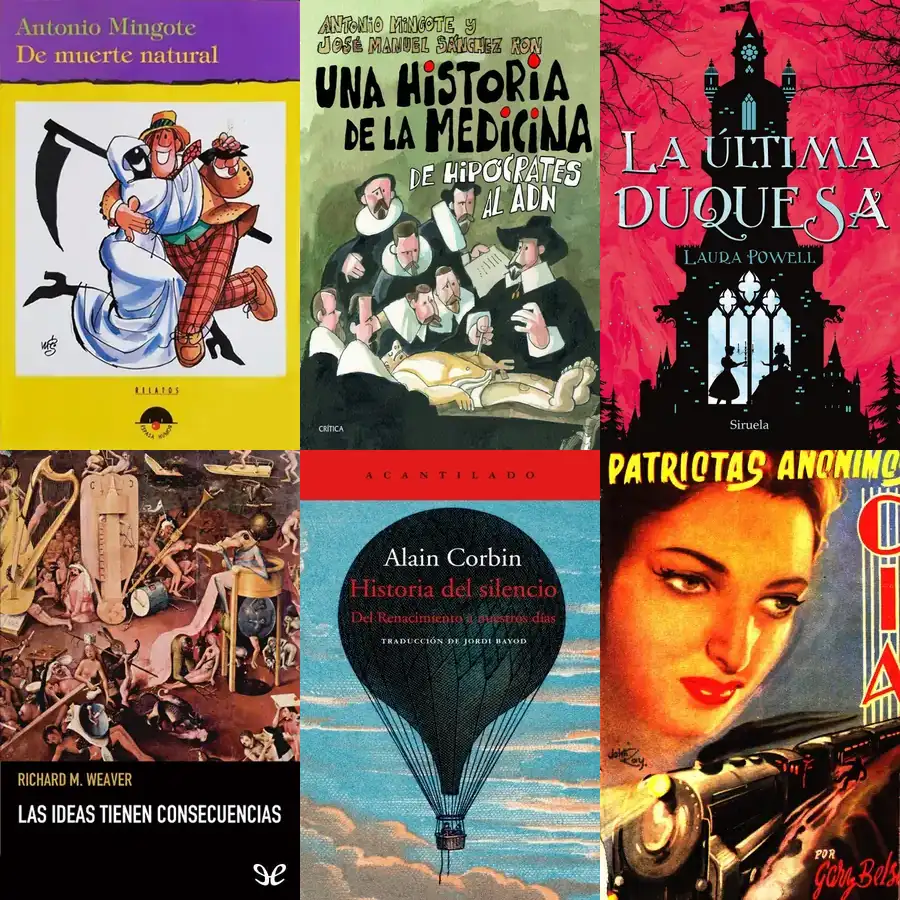 Antonio Mingote
De muerte natural
RELATOS
ESPASA HUMOR
ANTONIO MINGOTE Y
JOSÉ MANUEL SÁNCHEZ RON
UNA HISTORIA
DE LA MEDICINA
DE HIPÓCRATES
AL ADN
CRÍTICA
LA ÚLTIMA
DUQUESA
LAURA POWELL
Siruela
RICHARD M. WEAVER
LAS IDEAS TIENEN CONSECUENCIAS
ACANTILADO
Alain Corbin
Historia del silencio
Del Renacimiento a nuestros días
TRADUCCIÓN DE JORDI BAYOD
PATRIOTAS ANONIMO
CIA
POR